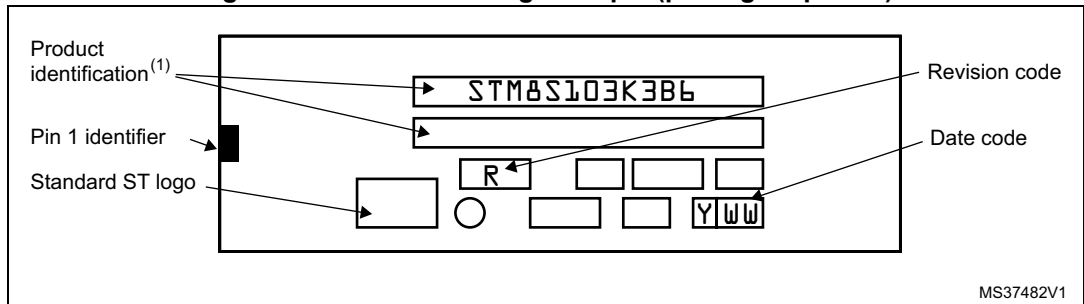 Product
identification(1)
STM8S103K3B6
Revision code
Pin 1 identifier
Date code
R
Standard ST logo
Y WW
MS37482V1